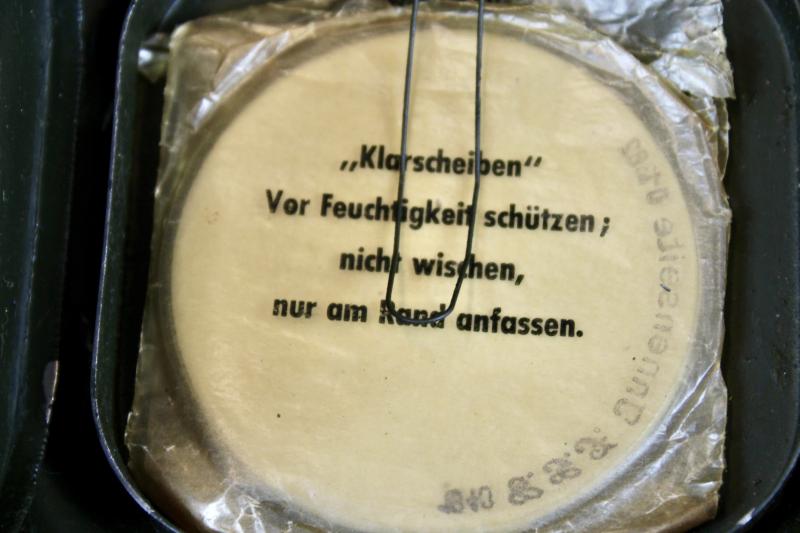 „Klarscheiben“
Vor Feuchtigkeit schützen;
nicht wischen,
nur am Rand anfassen.